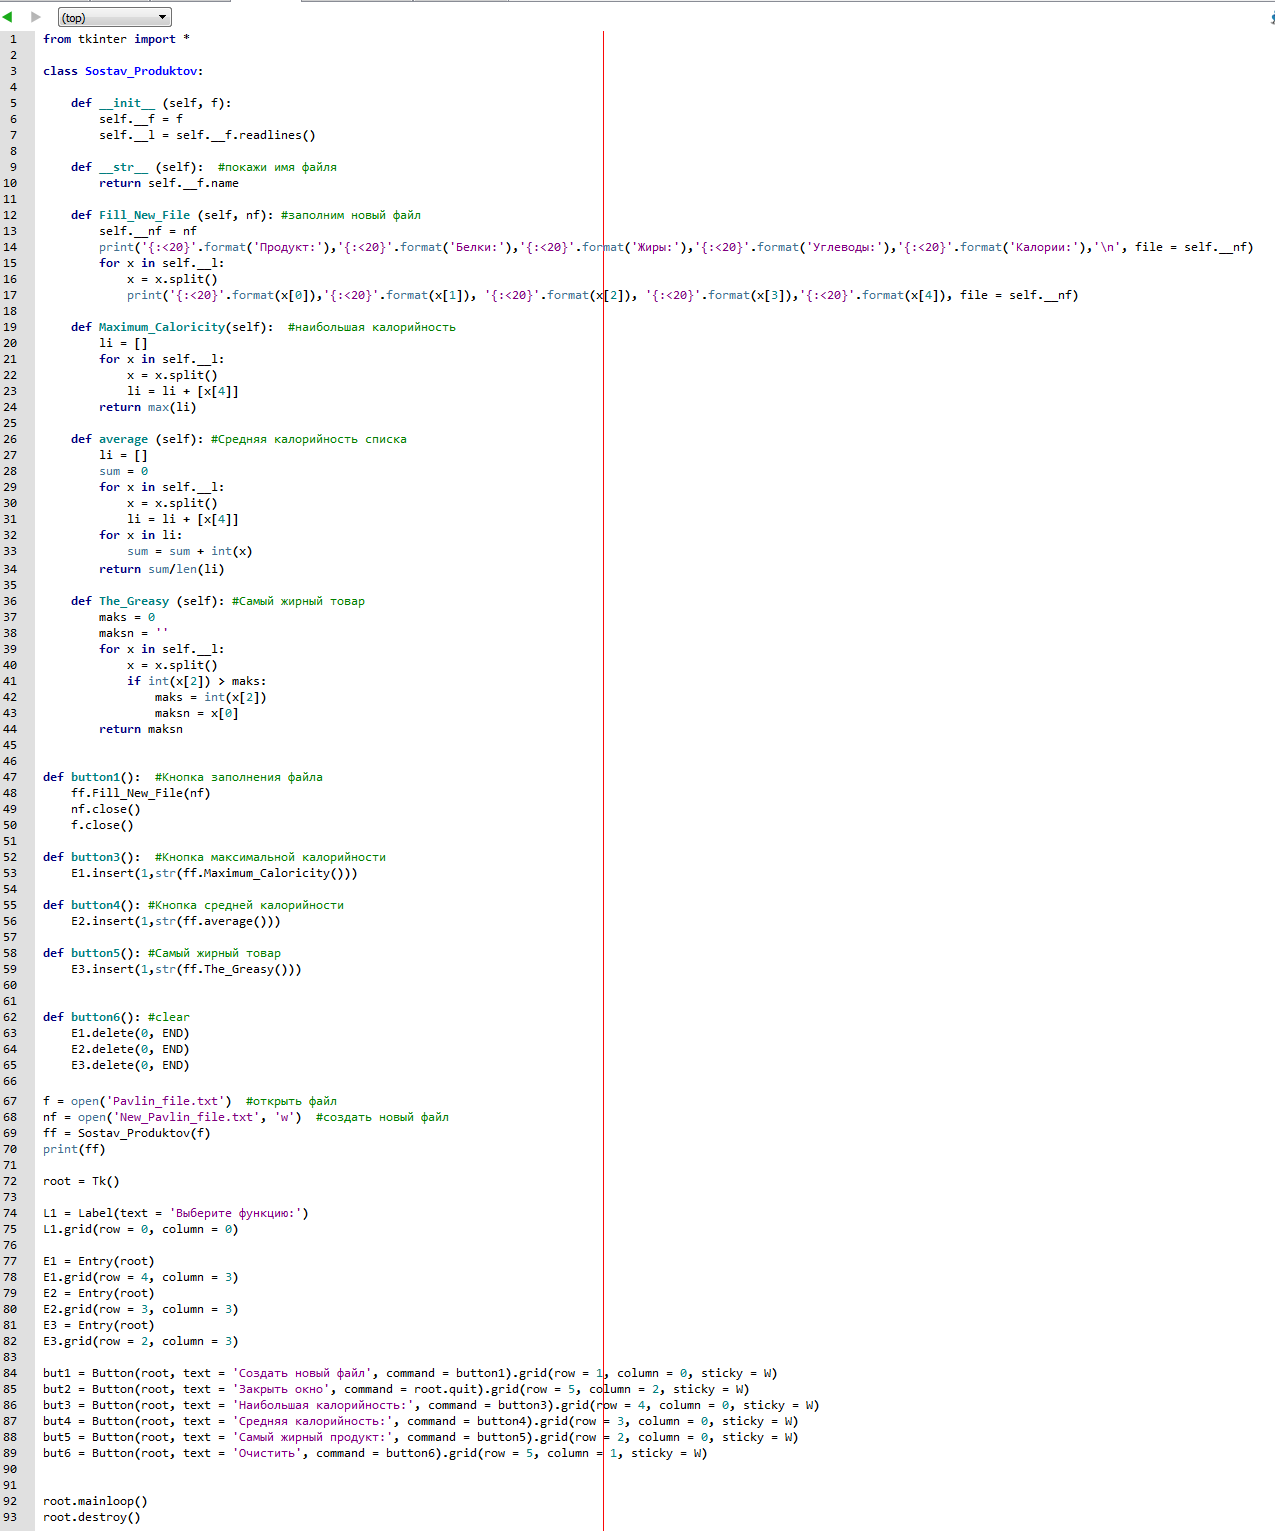 (top)
1 from tkinter import *
2
3 class Sostav_Produktov:
4
5     def __init__ (self, f):
6         self.__f = f
7         self.__l = self.__f.readlines()
8
9     def __str__ (self):  #покажи имя файла
10         return self.__f.name
11
12     def Fill_New_File (self, nf): #заполним новый файл
13         self.__nf = nf
14         print('{:<20}'.format('Продукт:'),'{:<20}'.format('Белки:'),'{:<20}'.format('Жиры:'),'{:<20}'.format('Углеводы:'),'{:<20}'.format('Калории:'),'\n', file = self.__nf)
15         for x in self.__l:
16             x = x.split()
17             print('{:<20}'.format(x[0]),'{:<20}'.format(x[1]), '{:<20}'.format(x[2]), '{:<20}'.format(x[3]),'{:<20}'.format(x[4]), file = self.__nf)
18
19     def Maximum_Caloricity(self):  #наибольшая калорийность
20         li = []
21         for x in self.__l:
22             x = x.split()
23             li = li + [x[4]]
24         return max(li)
25
26     def average (self): #Средняя калорийность списка
27         li = []
28         sum = 0
29         for x in self.__l:
30             x = x.split()
31             li = li + [x[4]]
32         for x in li:
33             sum = sum + int(x)
34         return sum/len(li)
35
36     def The_Greasy (self): #Самый жирный товар
37         maks = 0
38         maksn = ''
39         for x in self.__l:
40             x = x.split()
41             if int(x[2]) > maks:
42                 maks = int(x[2])
43                 maksn = x[0]
44         return maksn
45
46
47 def button1():  #Кнопка заполнения файла
48     ff.Fill_New_File(nf)
49     nf.close()
50     f.close()
51
52 def button3():  #Кнопка максимальной калорийности
53     E1.insert(1,str(ff.Maximum_Caloricity()))
54
55 def button4(): #Кнопка средней калорийности
56     E2.insert(1,str(ff.average()))
57
58 def button5(): #Самый жирный товар
59     E3.insert(1,str(ff.The_Greasy()))
60
61
62 def button6(): #clear
63     E1.delete(0, END)
64     E2.delete(0, END)
65     E3.delete(0, END)
66
67 f = open('Pavlin_file.txt')  #открыть файл
68 nf = open('New_Pavlin_file.txt', 'w')  #создать новый файл
69 ff = Sostav_Produktov(f)
70 print(ff)
71
72 root = Tk()
73
74 L1 = Label(text = 'Выберите функцию:')
75 L1.grid(row = 0, column = 0)
76
77 E1 = Entry(root)
78 E1.grid(row = 4, column = 3)
79 E2 = Entry(root)
80 E2.grid(row = 3, column = 3)
81 E3 = Entry(root)
82 E3.grid(row = 2, column = 3)
83
84 but1 = Button(root, text = 'Создать новый файл', command = button1).grid(row = 1, column = 0, sticky = W)
85 but2 = Button(root, text = 'Закрыть окно', command = root.quit).grid(row = 5, column = 2, sticky = W)
86 but3 = Button(root, text = 'Наибольшая калорийность:', command = button3).grid(row = 4, column = 0, sticky = W)
87 but4 = Button(root, text = 'Средняя калорийность:', command = button4).grid(row = 3, column = 0, sticky = W)
88 but5 = Button(root, text = 'Самый жирный продукт:', command = button5).grid(row = 2, column = 0, sticky = W)
89 but6 = Button(root, text = 'Очистить', command = button6).grid(row = 5, column = 1, sticky = W)
90
91
92 root.mainloop()
93 root.destroy()